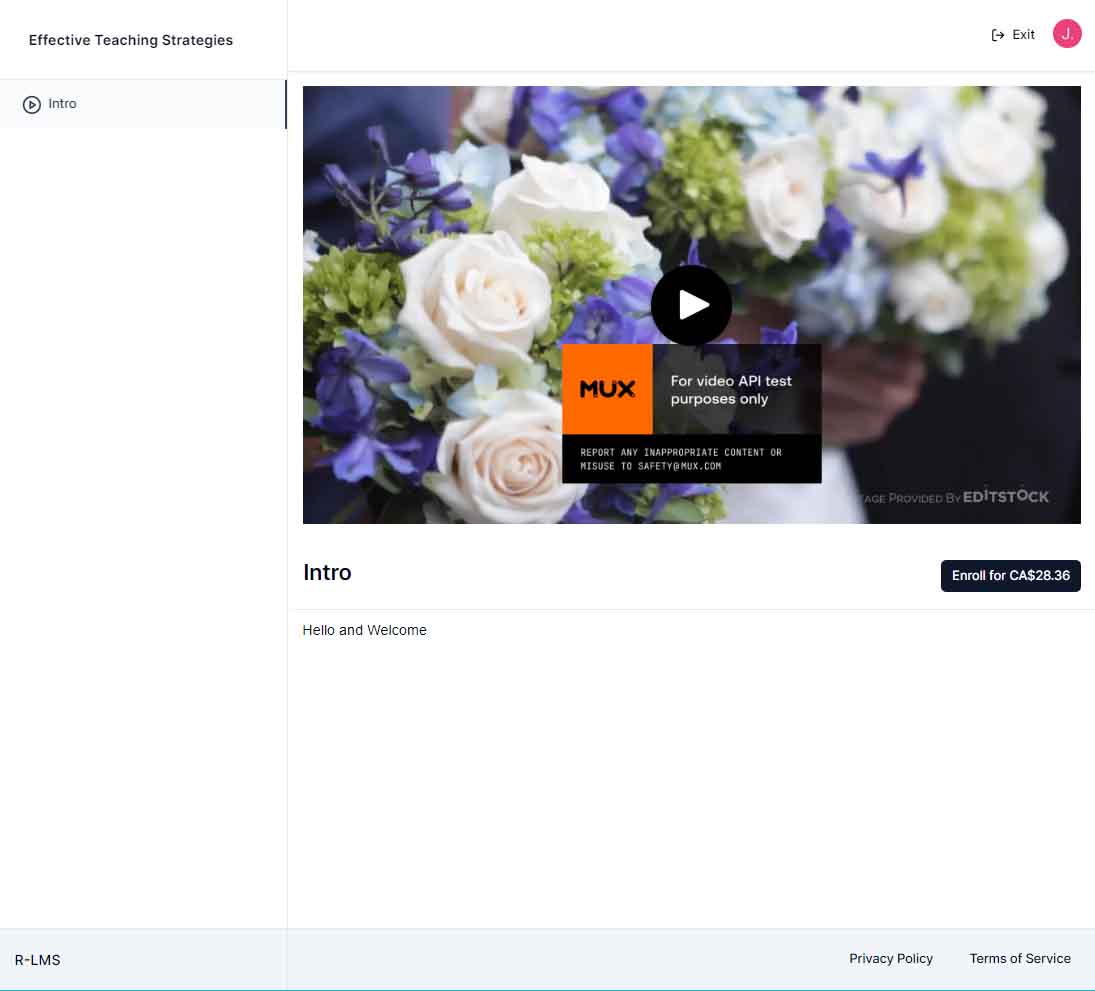 Effective Teaching Strategies
Exit
J.
Intro
MUX
For video API test
purposes only
REPORT ANY INAPPROPRIATE CONTENT OR
MISUSE TO SAFETY@MUX.COM
PROVIDED BY EDITSTOCK
Intro
Enroll for CA$28.36
Hello and Welcome
R-LMS
Privacy Policy
Terms of Service